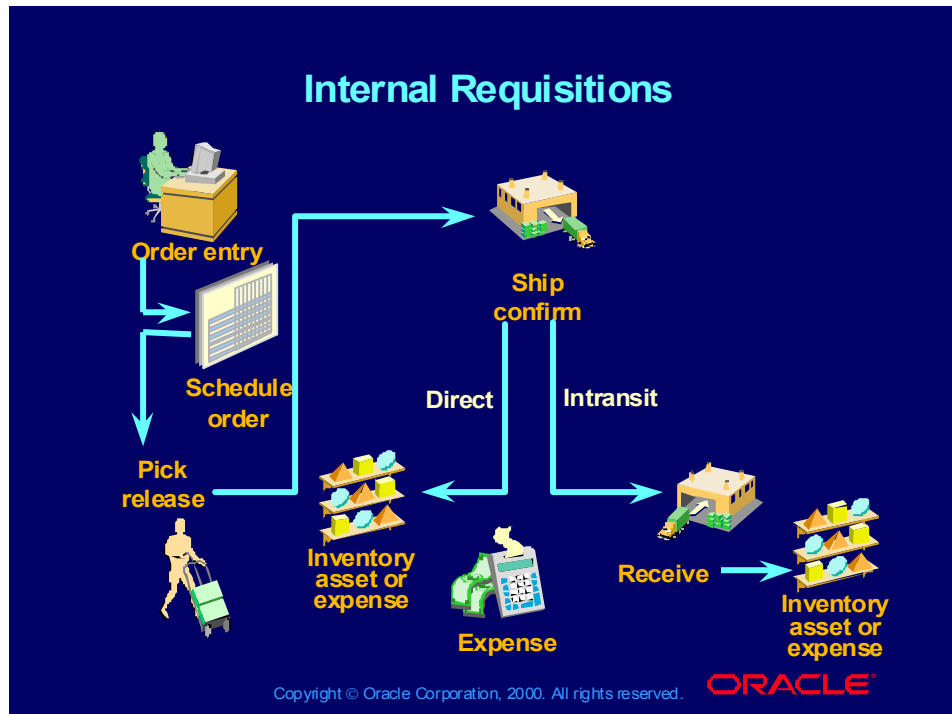 Internal Requisitions
Order entry
Schedule
order
Pick
release
Ship
confirm
Direct
Intransit
Inventory
asset or
expense
Expense
Receive
Inventory
asset or
expense
Copyright © Oracle Corporation, 2000. All rights reserved.
ORACLE®